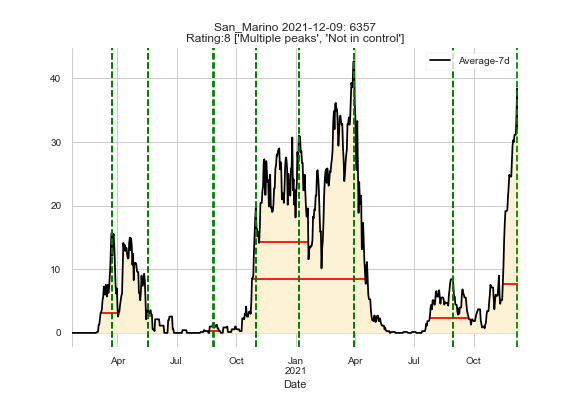 San_Marino 2021-12-09: 6357
Rating:8 ['Multiple peaks', 'Not in control']
Average-7d
40
30
20
10
0
Apr Jul Oct Jan Apr Jul Oct
2021
Date